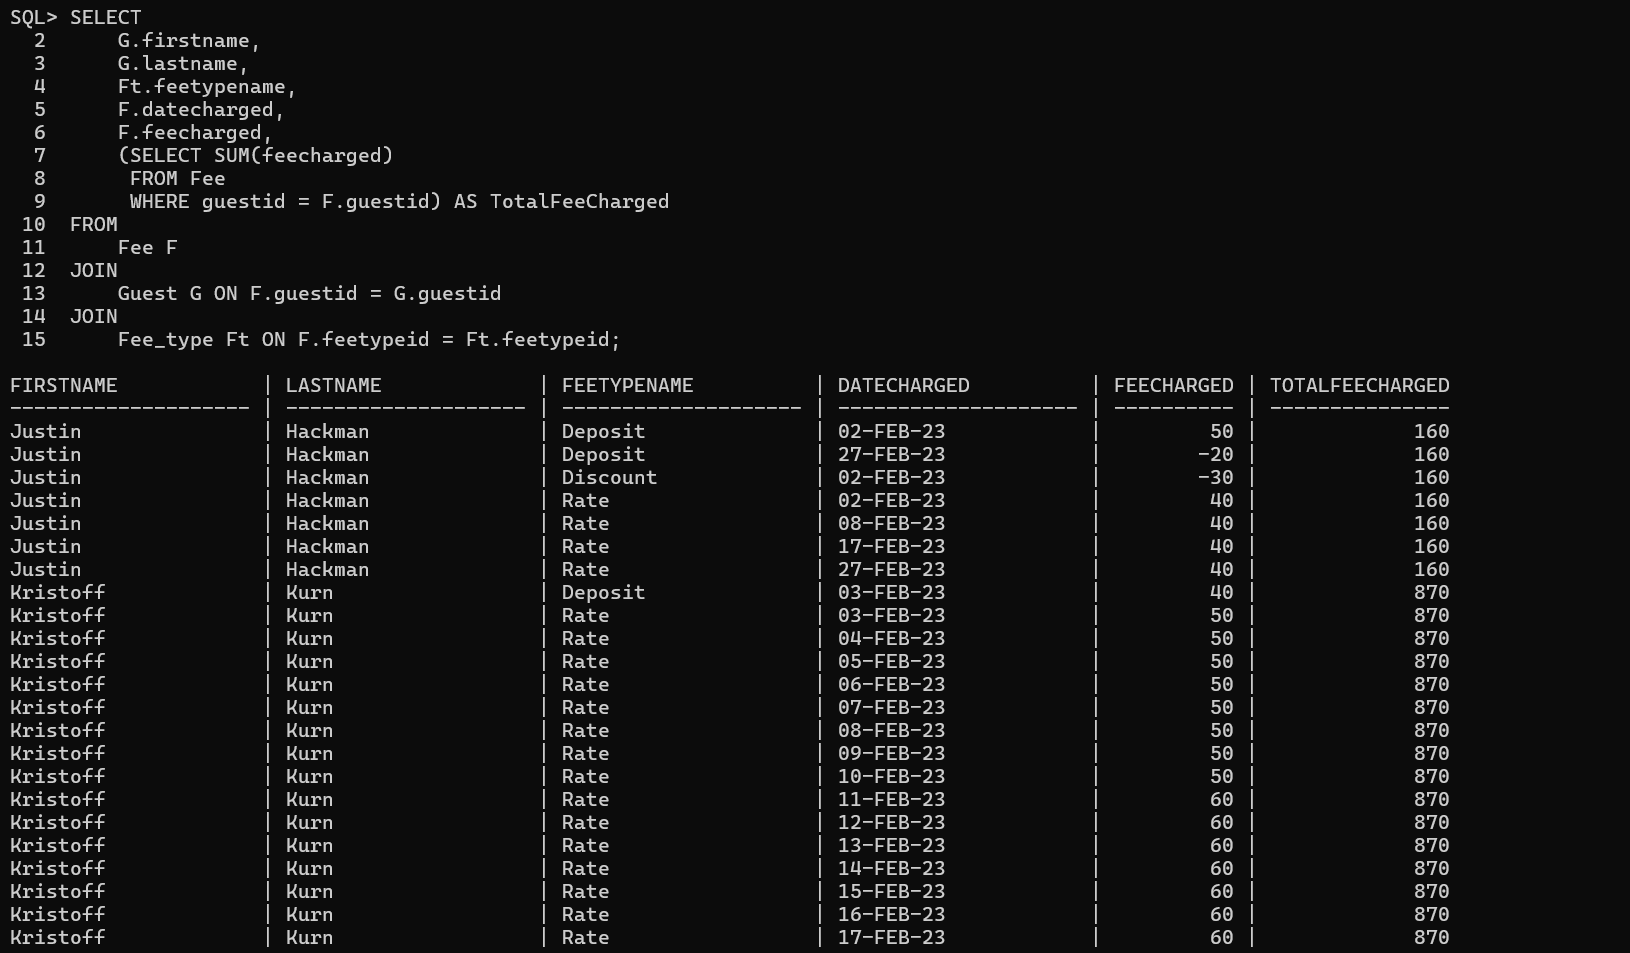 SQL> SELECT
  2      G.firstname,
  3      G.lastname,
  4      Ft.feetypename,
  5      F.datecharged,
  6      F.feecharged,
  7      (SELECT SUM(feecharged)
  8       FROM Fee
  9       WHERE guestid = F.guestid) AS TotalFeeCharged
 10  FROM
 11      Fee F
 12  JOIN
 13      Guest G ON F.guestid = G.guestid
 14  JOIN
 15      Fee_type Ft ON F.feetypeid = Ft.feetypeid;

FIRSTNAME            | LASTNAME             | FEETYPENAME          | DATECHARGED          | FEECHARGED | TOTALFEECHARGED
-------------------- | -------------------- | -------------------- | -------------------- | ---------- | ---------------
Justin               | Hackman              | Deposit              | 02-FEB-23            |         50 |             160
Justin               | Hackman              | Deposit              | 27-FEB-23            |        -20 |             160
Justin               | Hackman              | Discount             | 02-FEB-23            |        -30 |             160
Justin               | Hackman              | Rate                 | 02-FEB-23            |         40 |             160
Justin               | Hackman              | Rate                 | 08-FEB-23            |         40 |             160
Justin               | Hackman              | Rate                 | 17-FEB-23            |         40 |             160
Justin               | Hackman              | Rate                 | 27-FEB-23            |         40 |             160
Kristoff             | Kurn                 | Deposit              | 03-FEB-23            |         40 |             870
Kristoff             | Kurn                 | Rate                 | 03-FEB-23            |         50 |             870
Kristoff             | Kurn                 | Rate                 | 04-FEB-23            |         50 |             870
Kristoff             | Kurn                 | Rate                 | 05-FEB-23            |         50 |             870
Kristoff             | Kurn                 | Rate                 | 06-FEB-23            |         50 |             870
Kristoff             | Kurn                 | Rate                 | 07-FEB-23            |         50 |             870
Kristoff             | Kurn                 | Rate                 | 08-FEB-23            |         50 |             870
Kristoff             | Kurn                 | Rate                 | 09-FEB-23            |         50 |             870
Kristoff             | Kurn                 | Rate                 | 10-FEB-23            |         50 |             870
Kristoff             | Kurn                 | Rate                 | 11-FEB-23            |         60 |             870
Kristoff             | Kurn                 | Rate                 | 12-FEB-23            |         60 |             870
Kristoff             | Kurn                 | Rate                 | 13-FEB-23            |         60 |             870
Kristoff             | Kurn                 | Rate                 | 14-FEB-23            |         60 |             870
Kristoff             | Kurn                 | Rate                 | 15-FEB-23            |         60 |             870
Kristoff             | Kurn                 | Rate                 | 16-FEB-23            |         60 |             870
Kristoff             | Kurn                 | Rate                 | 17-FEB-23            |         60 |             870